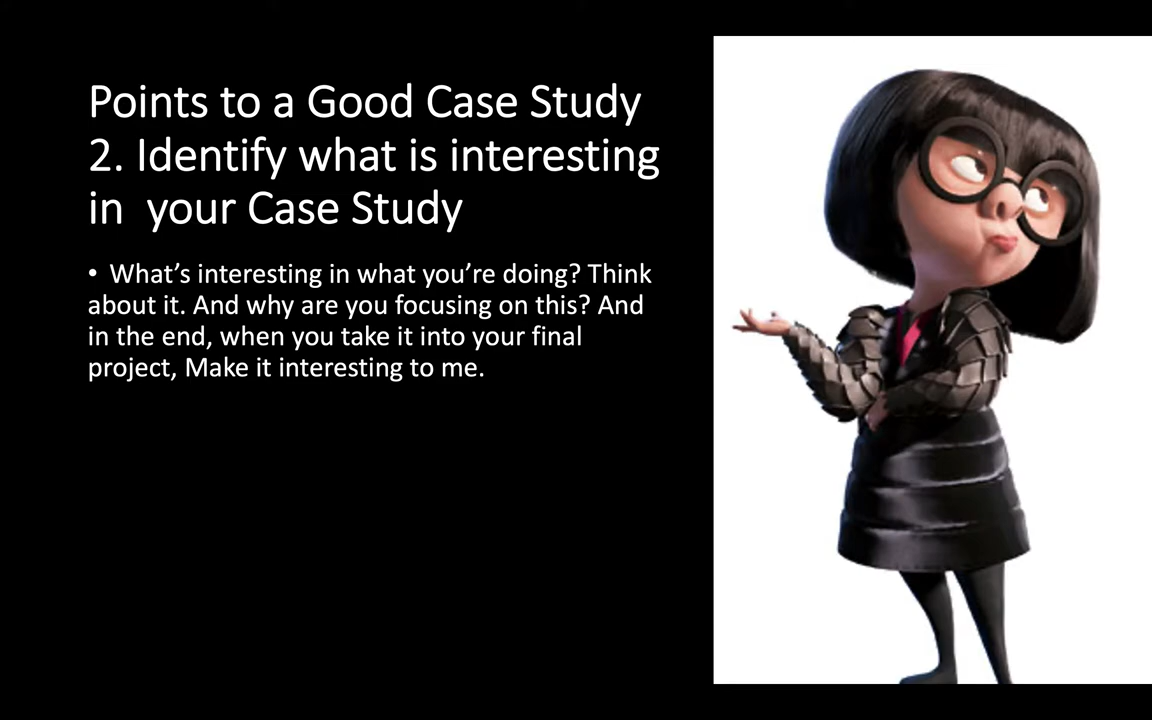 Points to a Good Case Study
2. Identify what is interesting
in  your Case Study
• What’s interesting in what you’re doing? Think
about it. And why are you focusing on this? And
in the end, when you take it into your final
project, Make it interesting to me.